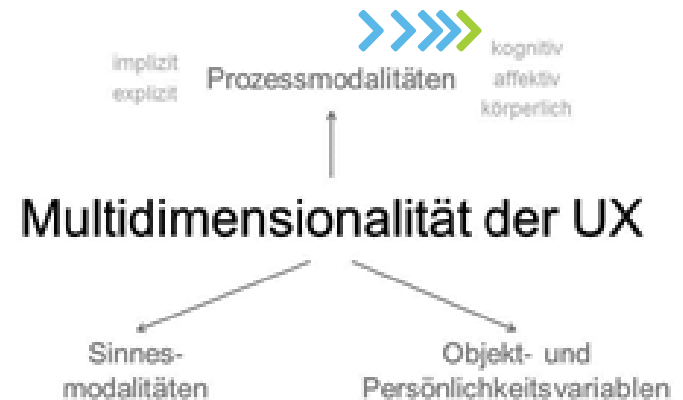 implizit
explizit
Prozessmodalitäten
kognitiv
affektiv
körperlich
Multidimensionalität der UX
Sinnes-
modalitäten
Objekt- und
Persönlichkeitsvariablen